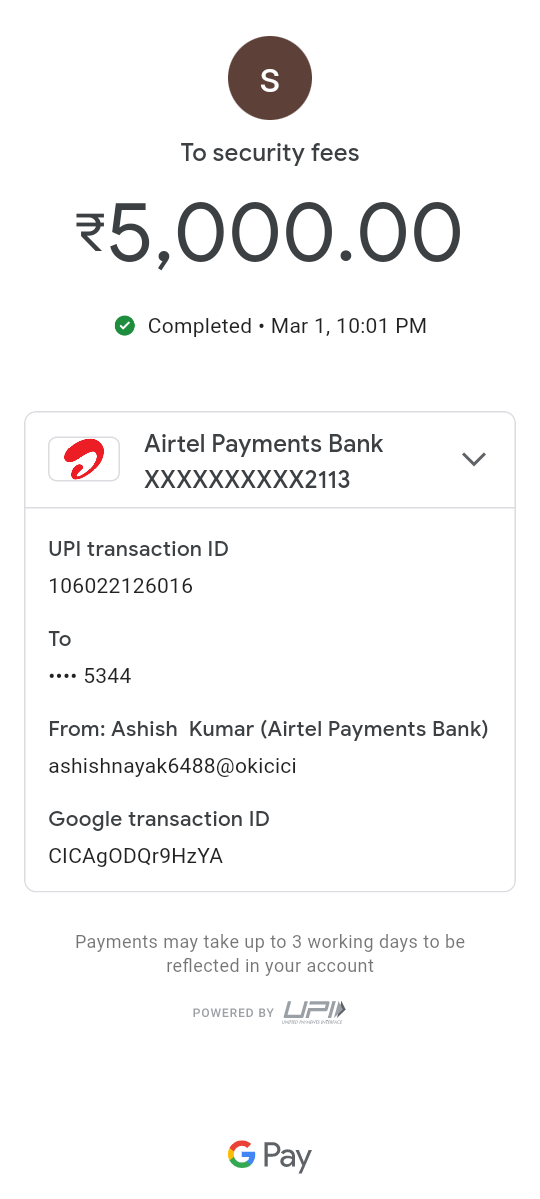 S
To security fees
₹5,000.00
Completed • Mar 1, 10:01 PM
Airtel Payments Bank
XXXXXXXXXX2113
UPI transaction ID
106022126016
To
•••• 5344
From: Ashish  Kumar (Airtel Payments Bank)
ashishnayak6488@okicici
Google transaction ID
CICAgODQr9HzYA
Payments may take up to 3 working days to be
reflected in your account
POWERED BY UPI
UNIFIED PAYMENTS INTERFACE
G Pay